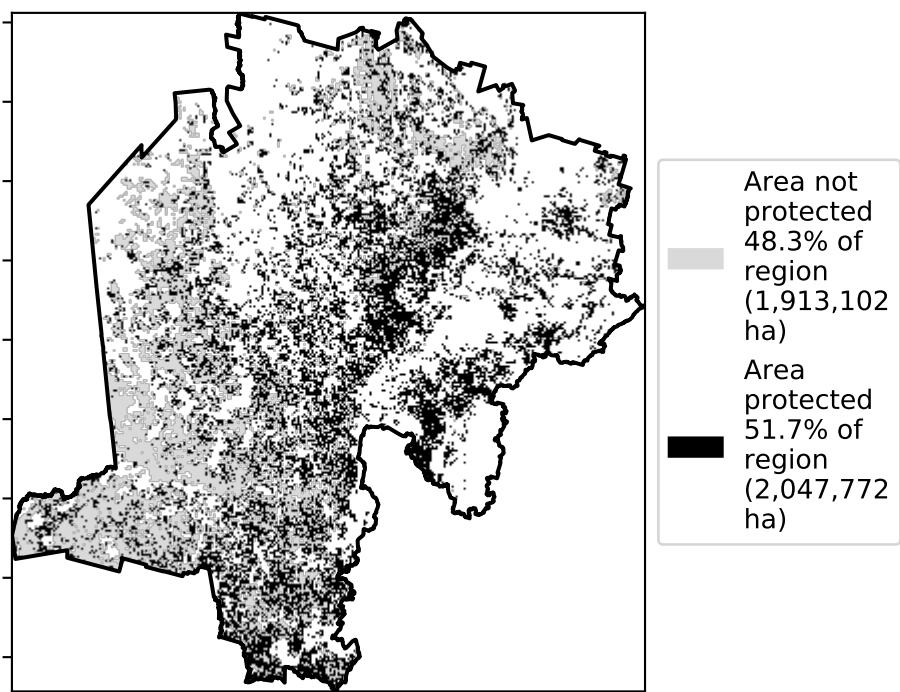 Area not
protected
48.3% of
region
(1,913,102
ha)
Area
protected
51.7% of
region
(2,047,772
ha)